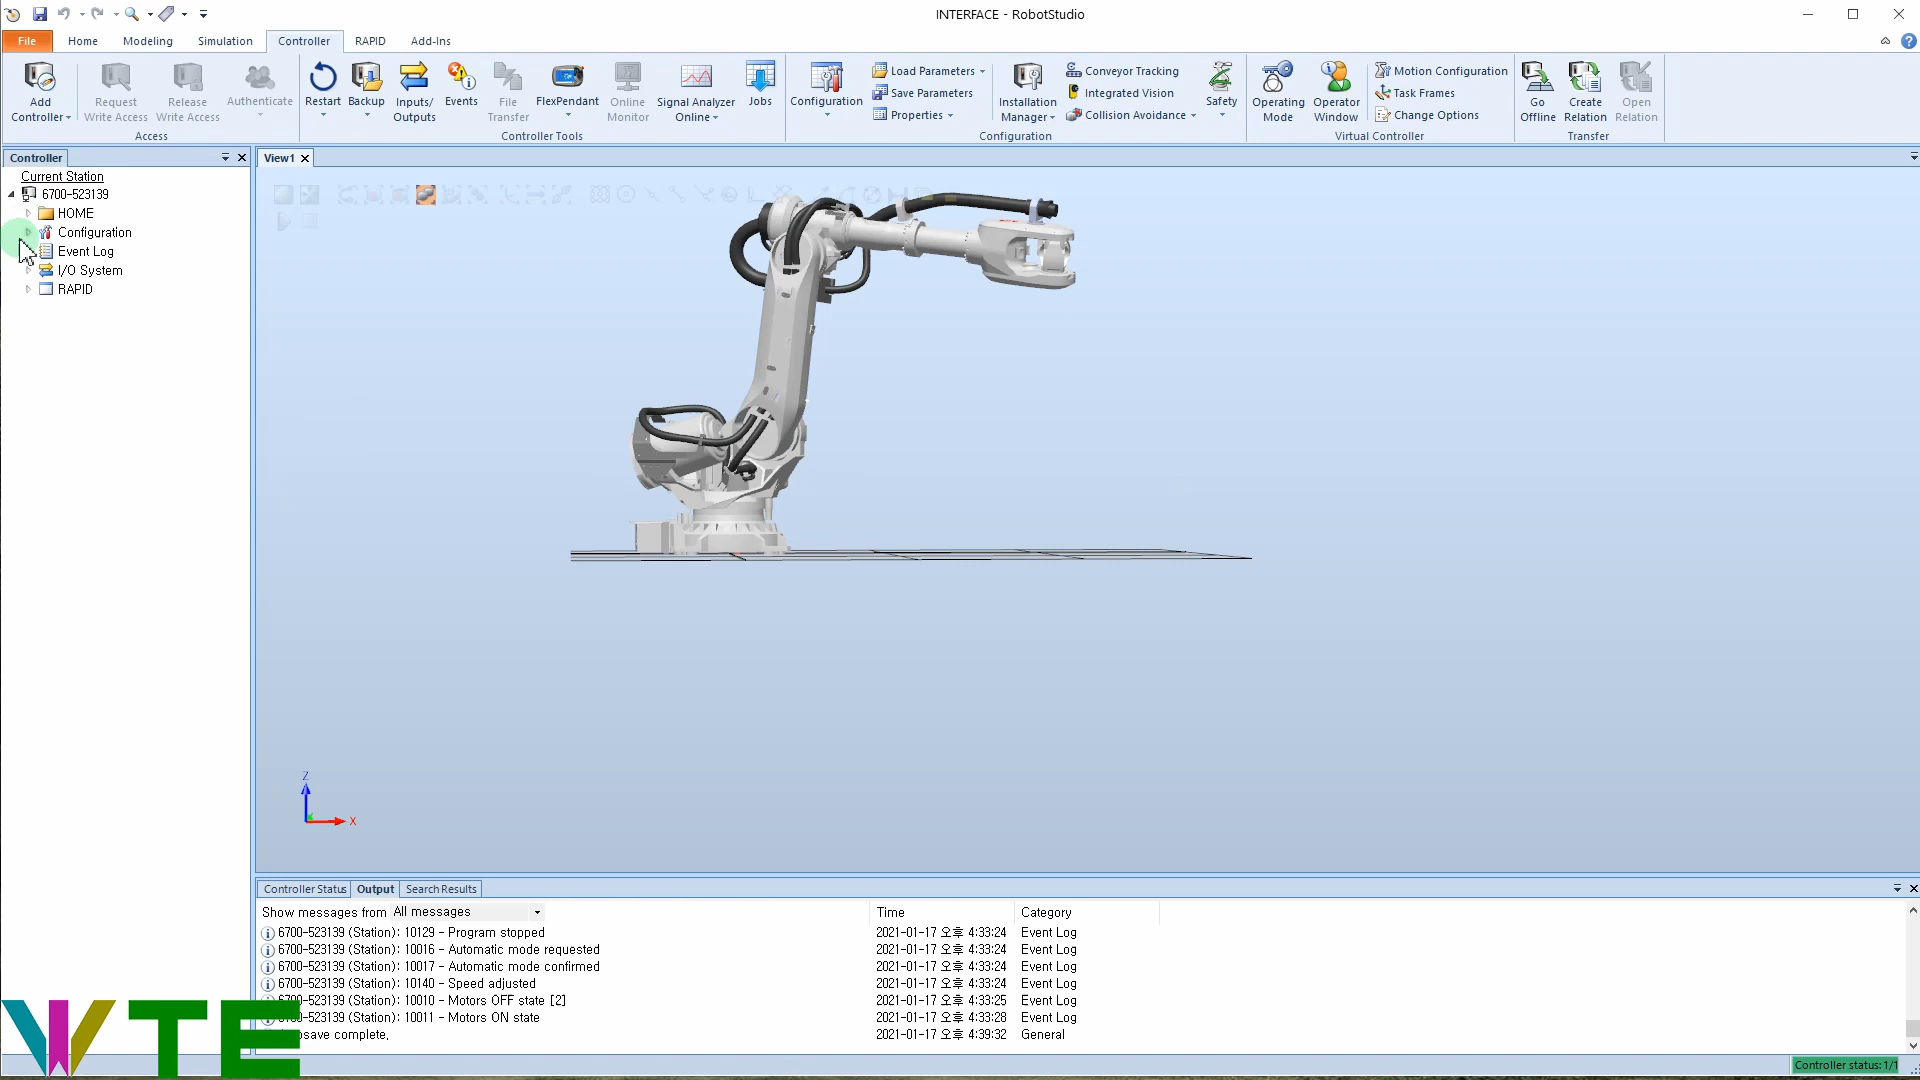 INTERFACE - RobotStudio
File Home Modeling Simulation Controller RAPID Add-Ins
Add Controller
Request Write Access
Release Write Access
Authenticate
Access
Restart
Backup
Inputs/ Outputs
Events
File Transfer
FlexPendant
Online Monitor
Signal Analyzer Online
Jobs
Controller Tools
Configuration
Load Parameters
Save Parameters
Properties
Installation Manager
Conveyor Tracking
Integrated Vision
Collision Avoidance
Safety
Configuration
Operating Mode
Operator Window
Motion Configuration
Task Frames
Change Options
Virtual Controller
Go Offline
Create Relation
Open Relation
Transfer
Controller
View1
Current Station
6700-523139
HOME
Configuration
Event Log
I/O System
RAPID
Z
X
Controller Status Output Search Results
Show messages from All messages Time Category
6700-523139 (Station): 10129 - Program stopped 2021-01-17 오후 4:33:24 Event Log
6700-523139 (Station): 10016 - Automatic mode requested 2021-01-17 오후 4:33:24 Event Log
6700-523139 (Station): 10017 - Automatic mode confirmed 2021-01-17 오후 4:33:24 Event Log
6700-523139 (Station): 10140 - Speed adjusted 2021-01-17 오후 4:33:24 Event Log
6700-523139 (Station): 10010 - Motors OFF state [2] 2021-01-17 오후 4:33:25 Event Log
523139 (Station): 10011 - Motors ON state 2021-01-17 오후 4:33:28 Event Log
save complete, 2021-01-17 오후 4:39:32 General
WTE
Controller status: 1/1